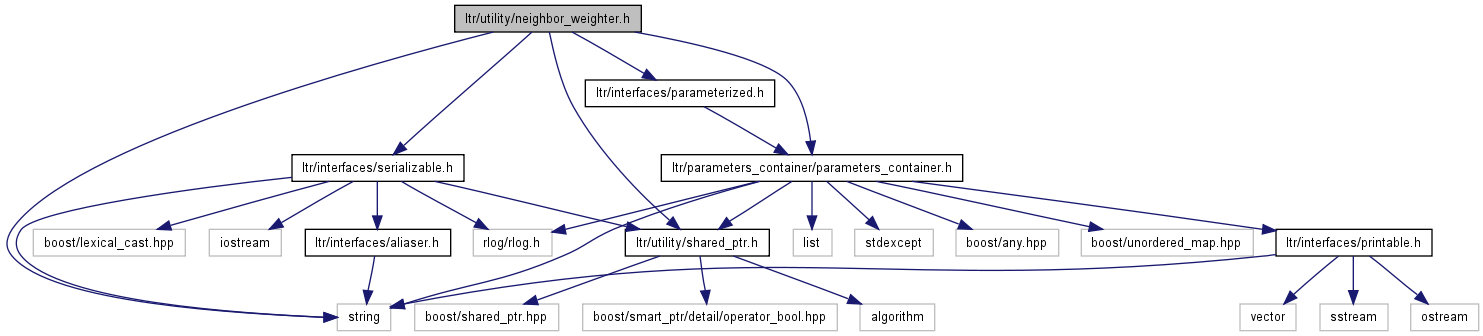 ltr/utility/neighbor_weighter.h
ltr/interfaces/parameterized.h
ltr/interfaces/serializable.h
ltr/parameters_container/parameters_container.h
boost/lexical_cast.hpp
iostream
ltr/interfaces/aliaser.h
rlog/rlog.h
ltr/utility/shared_ptr.h
list
stdexcept
boost/any.hpp
boost/unordered_map.hpp
ltr/interfaces/printable.h
string
boost/shared_ptr.hpp
boost/smart_ptr/detail/operator_bool.hpp
algorithm
vector
sstream
ostream